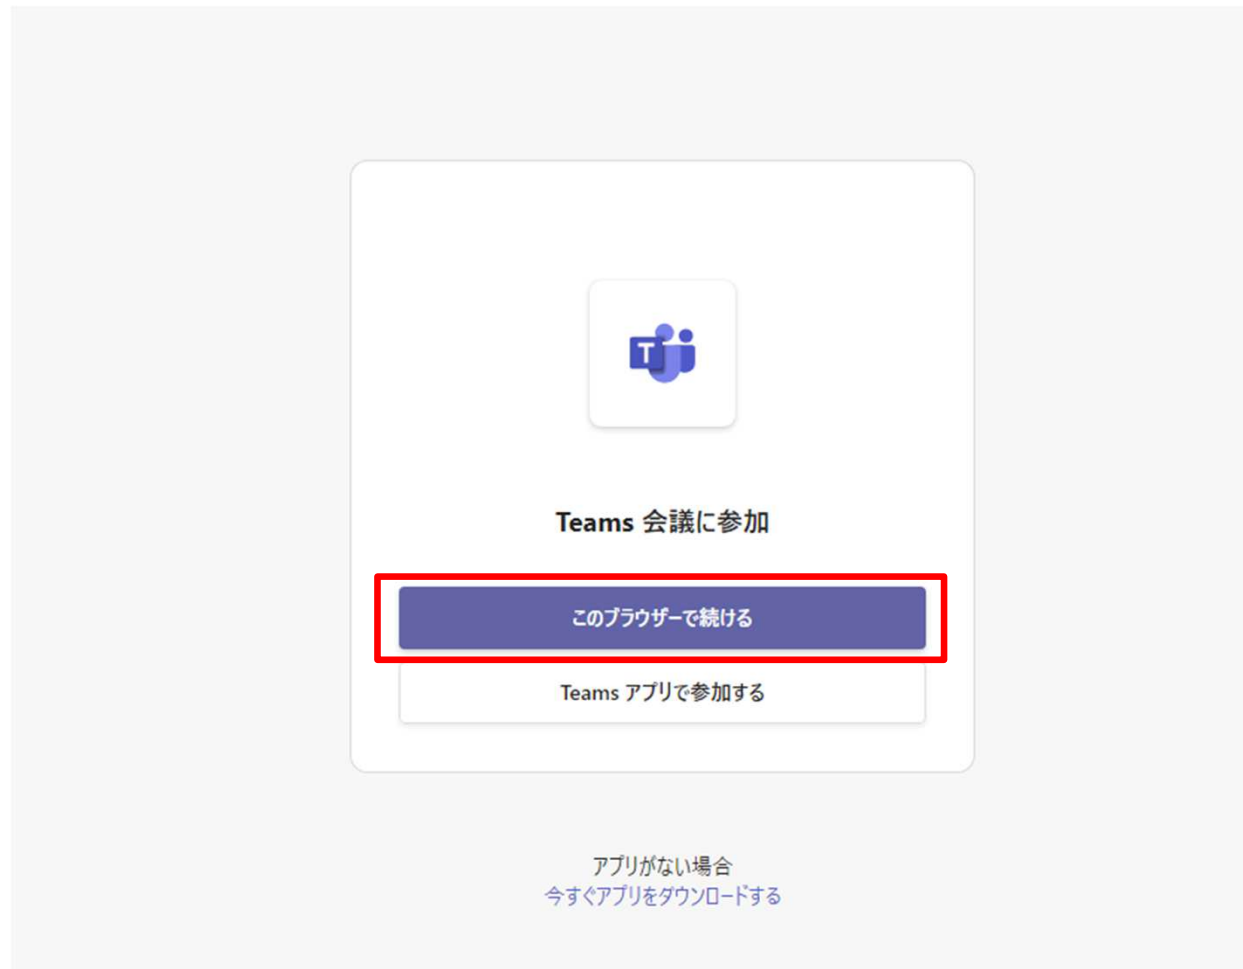 T
Teams 会議に参加
このブラウザーで続ける
Teams アプリで参加する
アプリがない場合
今すぐアプリをダウンロードする